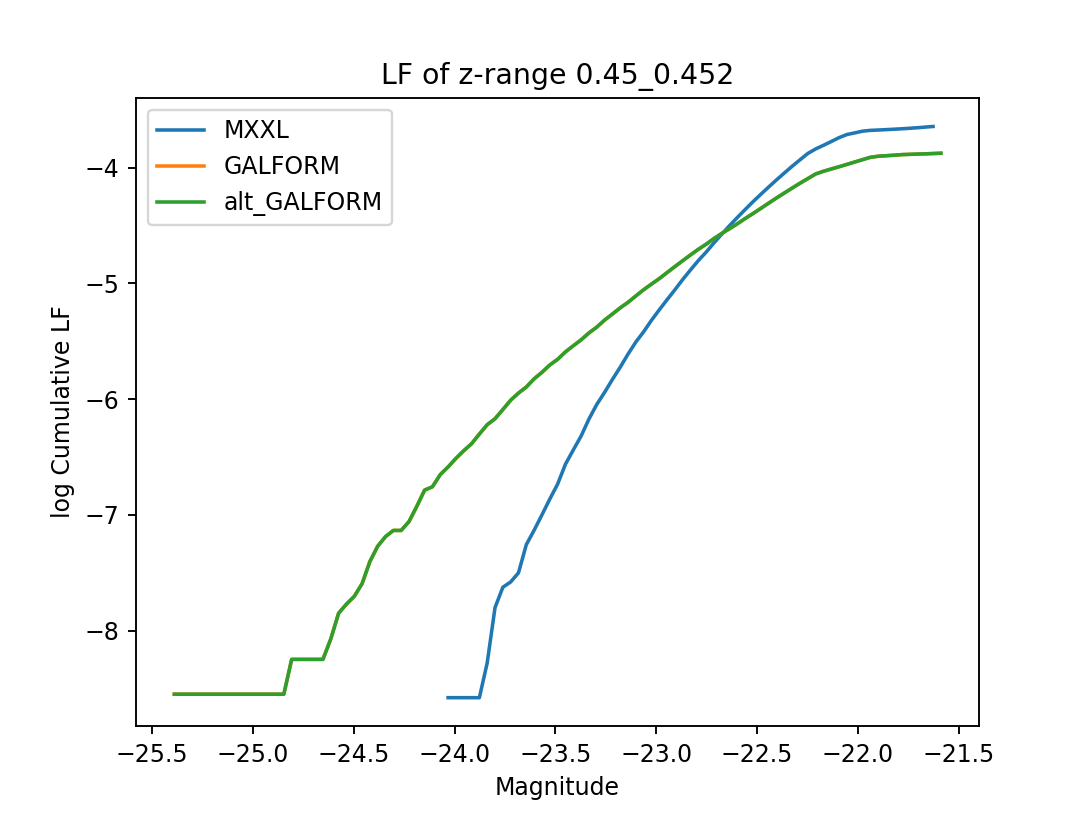 LF of z-range 0.45_0.452
MXXL
GALFORM
alt_GALFORM
log Cumulative LF
−4
−5
−6
−7
−8
−25.5 −25.0 −24.5 −24.0 −23.5 −23.0 −22.5 −22.0 −21.5
Magnitude